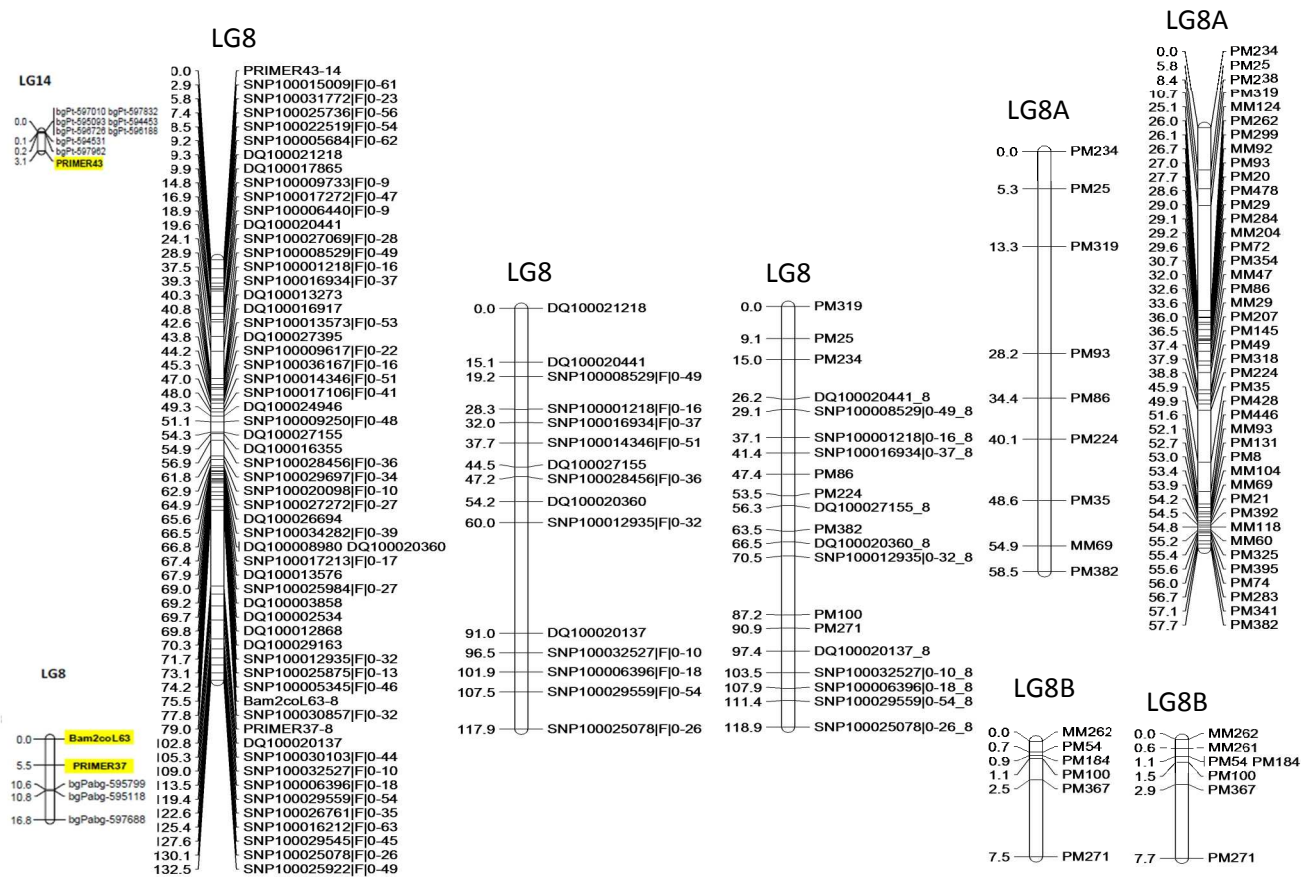 LG14
bgPt-597010 bgPt-597832
0.0 bgPt-595093 bgPt-594453
bgPt-596726 bgPt-596188
0.1 bgPt-594531
0.2 bgPt-597962
3.1 PRIMER43
LG8
0.0 Bam2coL63
5.5 PRIMER37
10.6 bgPabg-595799
10.8 bgPabg-595118
16.8 bgPabg-597688
LG8
0.0 PRIMER43-14
2.9 SNP100015009|F|0-61
5.8 SNP100031772|F|0-23
7.4 SNP100025736|F|0-56
8.5 SNP100022519|F|0-54
9.2 SNP100005684|F|0-62
9.3 DQ100021218
9.9 DQ100017865
14.8 SNP100009733|F|0-9
16.9 SNP100017272|F|0-47
18.9 SNP100006440|F|0-9
19.6 DQ100020441
24.1 SNP100027069|F|0-28
28.9 SNP100008529|F|0-49
37.5 SNP100001218|F|0-16
39.3 SNP100016934|F|0-37
40.3 DQ100013273
40.8 DQ100016917
42.6 SNP100013573|F|0-53
43.8 DQ100027395
44.2 SNP100009617|F|0-22
45.3 SNP100036167|F|0-16
47.0 SNP100014346|F|0-51
48.0 SNP100017106|F|0-41
49.3 DQ100024946
51.1 SNP100009250|F|0-48
54.3 DQ100027155
54.9 DQ100016355
56.9 SNP100028456|F|0-36
61.8 SNP100029697|F|0-34
62.9 SNP100020098|F|0-10
64.9 SNP100027272|F|0-27
65.6 DQ100026694
66.5 SNP100034282|F|0-39
66.8 DQ100008980 DQ100020360
67.4 SNP100017213|F|0-17
67.9 DQ100013576
69.0 SNP100025984|F|0-27
69.2 DQ100003858
69.7 DQ100002534
69.8 DQ100012868
70.3 DQ100029163
71.7 SNP100012935|F|0-32
73.1 SNP100025875|F|0-13
74.2 SNP100005345|F|0-46
75.5 Bam2coL63-8
77.8 SNP100030857|F|0-32
79.0 PRIMER37-8
102.8 DQ100020137
105.3 SNP100030103|F|0-44
109.0 SNP100032527|F|0-10
113.5 SNP100006396|F|0-18
119.4 SNP100029559|F|0-54
122.6 SNP100026761|F|0-35
125.4 SNP100016212|F|0-63
127.6 SNP100029545|F|0-45
130.1 SNP100025078|F|0-26
132.5 SNP100025922|F|0-49
LG8
0.0 DQ100021218
15.1 DQ100020441
19.2 SNP100008529|F|0-49
28.3 SNP100001218|F|0-16
32.0 SNP100016934|F|0-37
37.7 SNP100014346|F|0-51
44.5 DQ100027155
47.2 SNP100028456|F|0-36
54.2 DQ100020360
60.0 SNP100012935|F|0-32
91.0 DQ100020137
96.5 SNP100032527|F|0-10
101.9 SNP100006396|F|0-18
107.5 SNP100029559|F|0-54
117.9 SNP100025078|F|0-26
LG8
0.0 PM319
9.1 PM25
15.0 PM234
26.2 DQ100020441_8
29.1 SNP100008529|0-49_8
37.1 SNP100001218|0-16_8
41.4 SNP100016934|0-37_8
47.4 PM86
53.5 PM224
56.3 DQ100027155_8
63.5 PM382
66.5 DQ100020360_8
70.5 SNP100012935|0-32_8
87.2 PM100
90.9 PM271
97.4 DQ100020137_8
103.5 SNP100032527|0-10_8
107.9 SNP100006396|0-18_8
111.4 SNP100029559|0-54_8
118.9 SNP100025078|0-26_8
LG8A
0.0 PM234
5.3 PM25
13.3 PM319
28.2 PM93
34.4 PM86
40.1 PM224
48.6 PM35
54.9 MM69
58.5 PM382
LG8A
0.0 PM234
5.8 PM25
8.4 PM238
10.7 PM319
25.1 MM124
26.0 PM262
26.1 PM299
26.7 MM92
27.0 PM93
27.7 PM20
28.6 PM478
29.0 PM29
29.1 PM284
29.2 MM204
29.6 PM72
30.7 PM354
32.0 MM47
32.6 PM86
33.6 MM29
36.0 PM207
36.5 PM145
37.4 PM49
37.9 PM318
38.8 PM224
45.9 PM35
49.9 PM428
51.6 PM446
52.1 MM93
52.7 PM131
53.0 PM8
53.4 MM104
53.9 MM69
54.2 PM21
54.5 PM392
54.8 MM118
55.2 MM60
55.4 PM325
55.6 PM395
56.0 PM74
56.7 PM283
57.1 PM341
57.7 PM382
LG8B
0.0 MM262
0.7 PM54
0.9 PM184
1.1 PM100
2.5 PM367
7.5 PM271
LG8B
0.0 MM262
0.6 MM261
1.1 PM54 PM184
1.5 PM100
2.9 PM367
7.7 PM271